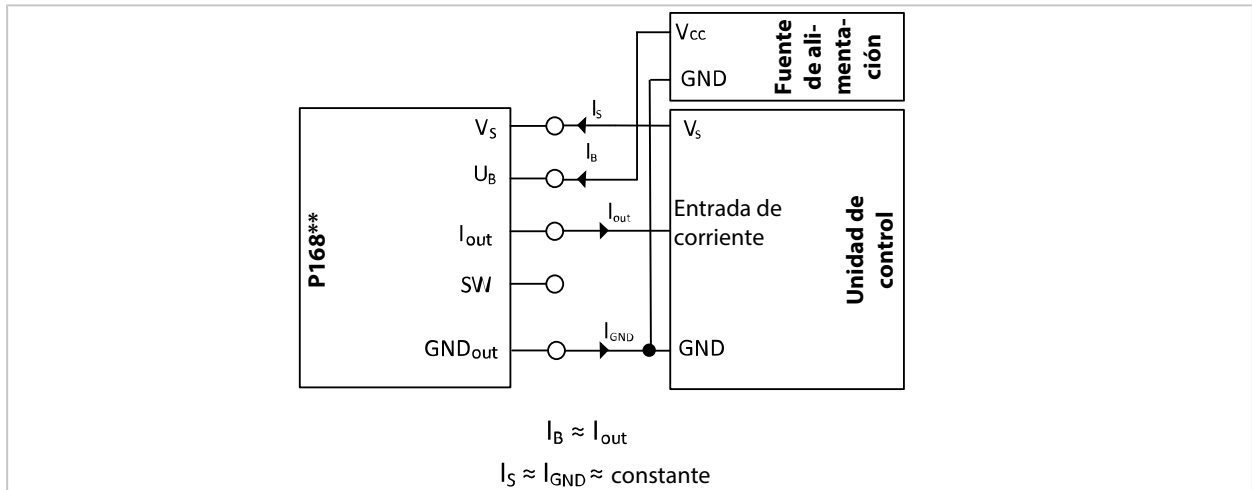 Vcc
GND
Fuente
de ali-
menta-
ción
P168**
VS
UB
Iout
SW
GNDout
IS
IB
Iout
IGND
Vs
Entrada de
corriente
GND
Unidad de
control
IB ≈ Iout
IS ≈ IGND ≈ constante